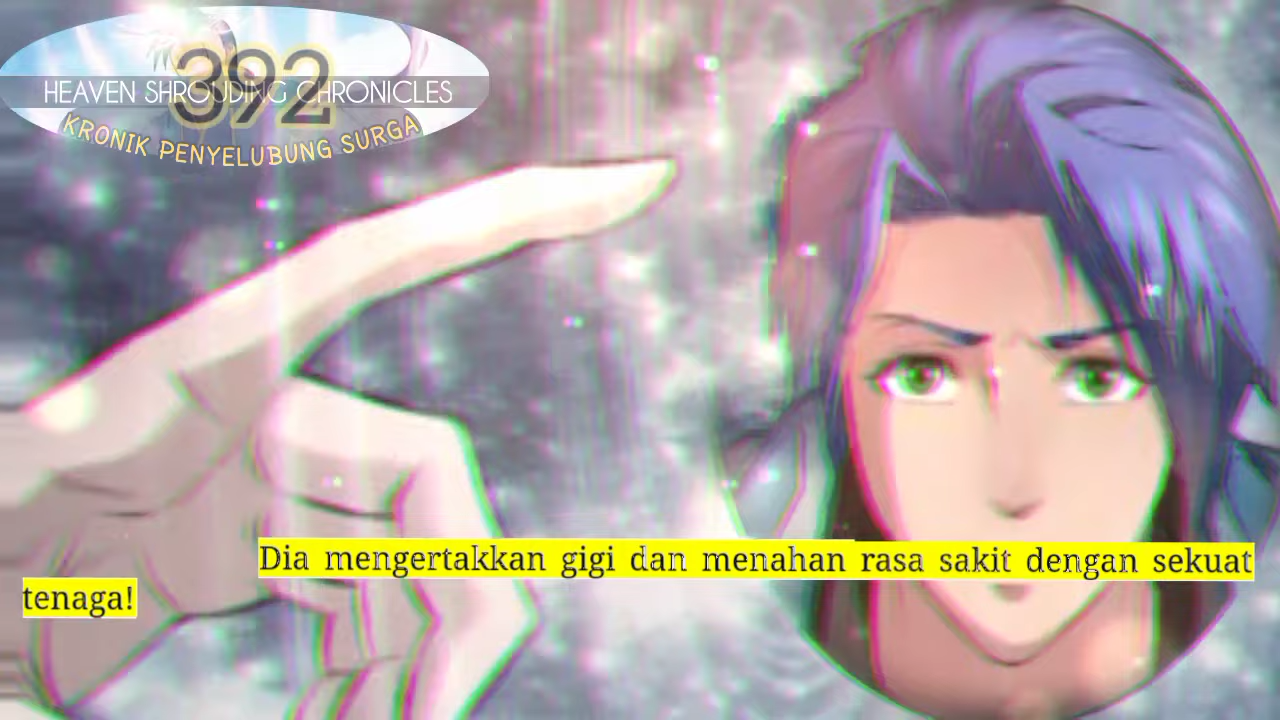 392
HEAVEN SHROUDING CHRONICLES
KRONIK PENYELUBUNG SURGA
Dia mengertakkan gigi dan menahan rasa sakit dengan sekuat
tenaga!